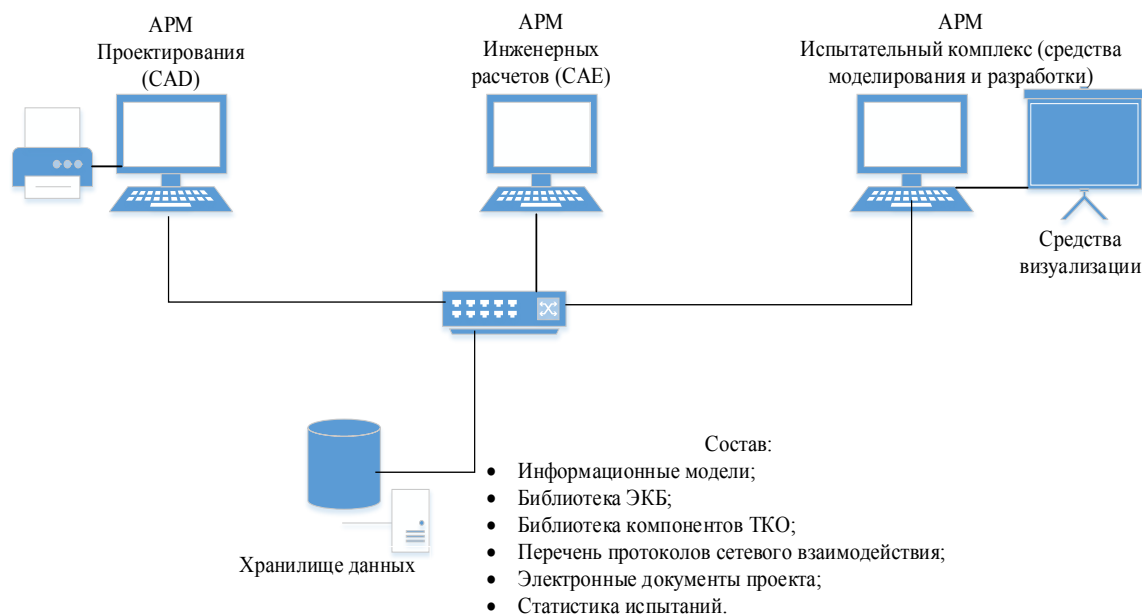 АРМ
Проектирования
(CAD)
АРМ
Инженерных
расчетов (CAE)
АРМ
Испытательный комплекс (средства
моделирования и разработки)
Средства
визуализации
Хранилище данных
Состав:
• Информационные модели;
• Библиотека ЭКБ;
• Библиотека компонентов ТКО;
• Перечень протоколов сетевого взаимодействия;
• Электронные документы проекта;
• Статистика испытаний.